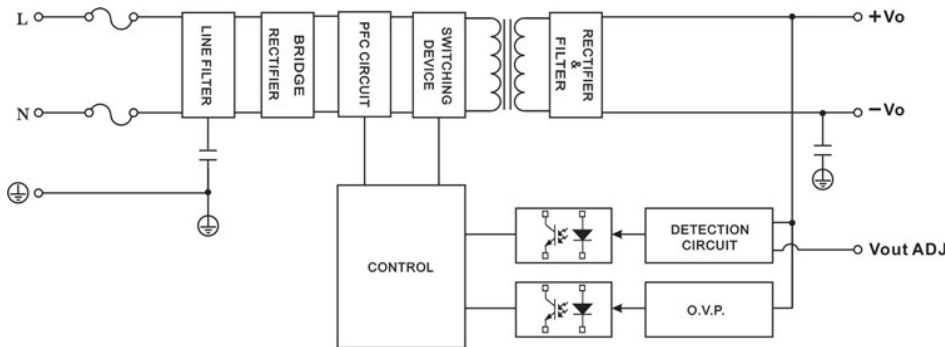 L
N
LINE FILTER
BRIDGE
RECTIFIER
PFC CIRCUIT
SWITCHING
DEVICE
RECTIFIER
&
FILTER
+Vo
−Vo
CONTROL
DETECTION
CIRCUIT
Vout ADJ
O.V.P.